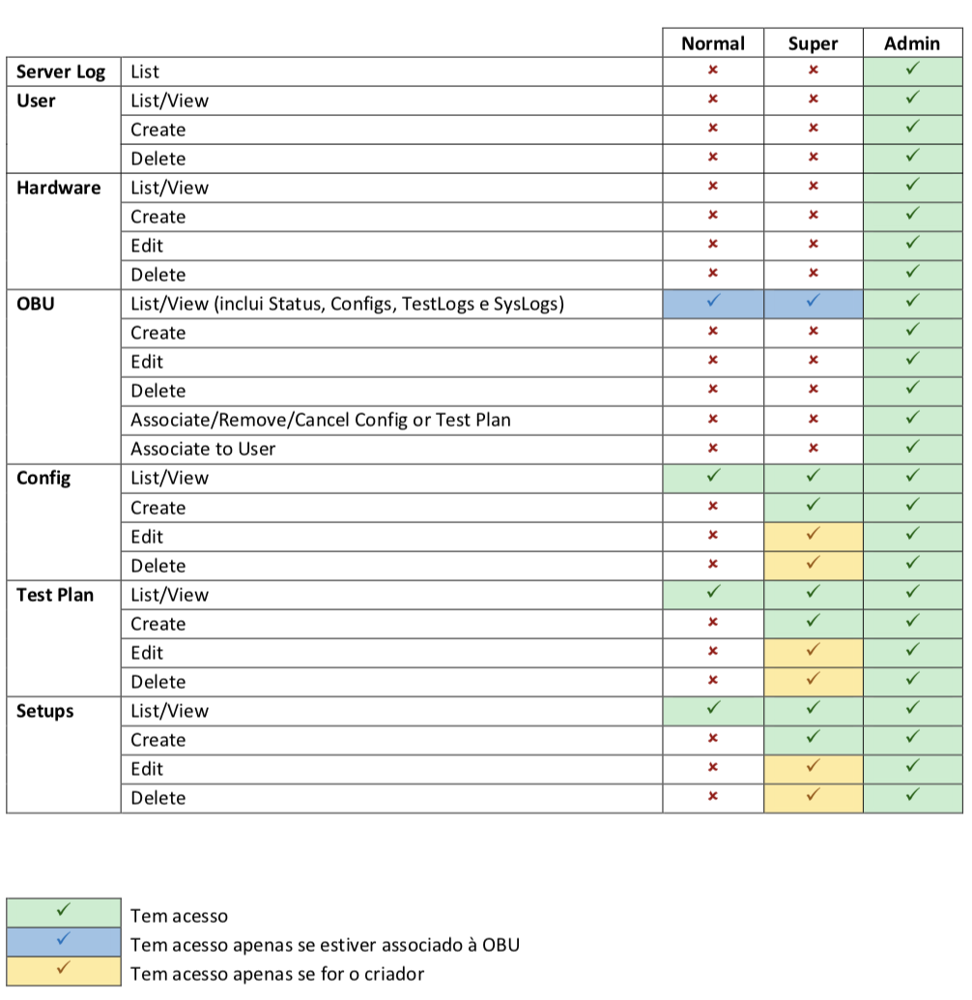 Normal Super Admin
Server Log List ✗ ✗ ✓
User List/View ✗ ✗ ✓
Create ✗ ✗ ✓
Delete ✗ ✗ ✓
Hardware List/View ✗ ✗ ✓
Create ✗ ✗ ✓
Edit ✗ ✗ ✓
Delete ✗ ✗ ✓
OBU List/View (inclui Status, Configs, TestLogs e SysLogs) ✓ ✓ ✓
Create ✗ ✗ ✓
Edit ✗ ✗ ✓
Delete ✗ ✗ ✓
Associate/Remove/Cancel Config or Test Plan ✗ ✗ ✓
Associate to User ✗ ✗ ✓
Config List/View ✓ ✓ ✓
Create ✗ ✓ ✓
Edit ✗ ✓ ✓
Delete ✗ ✓ ✓
Test Plan List/View ✓ ✓ ✓
Create ✗ ✓ ✓
Edit ✗ ✓ ✓
Delete ✗ ✓ ✓
Setups List/View ✓ ✓ ✓
Create ✗ ✓ ✓
Edit ✗ ✓ ✓
Delete ✗ ✓ ✓
✓ Tem acesso
✓ Tem acesso apenas se estiver associado à OBU
✓ Tem acesso apenas se for o criador